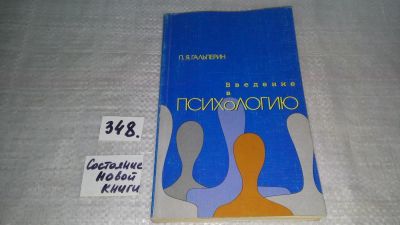 П.Я.ГАЛЬПЕРИН
Введение
в
ПСИХОЛОГИЮ
348.
Состояние
новой
книги